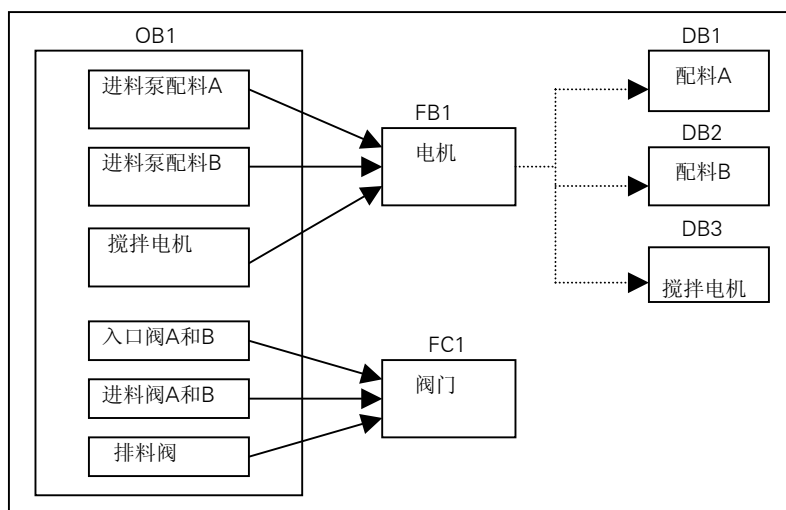 OB1
进料泵配料A
进料泵配料B
搅拌电机
入口阀A和B
进料阀A和B
排料阀
FB1
电机
FC1
阀门
DB1
配料A
DB2
配料B
DB3
搅拌电机